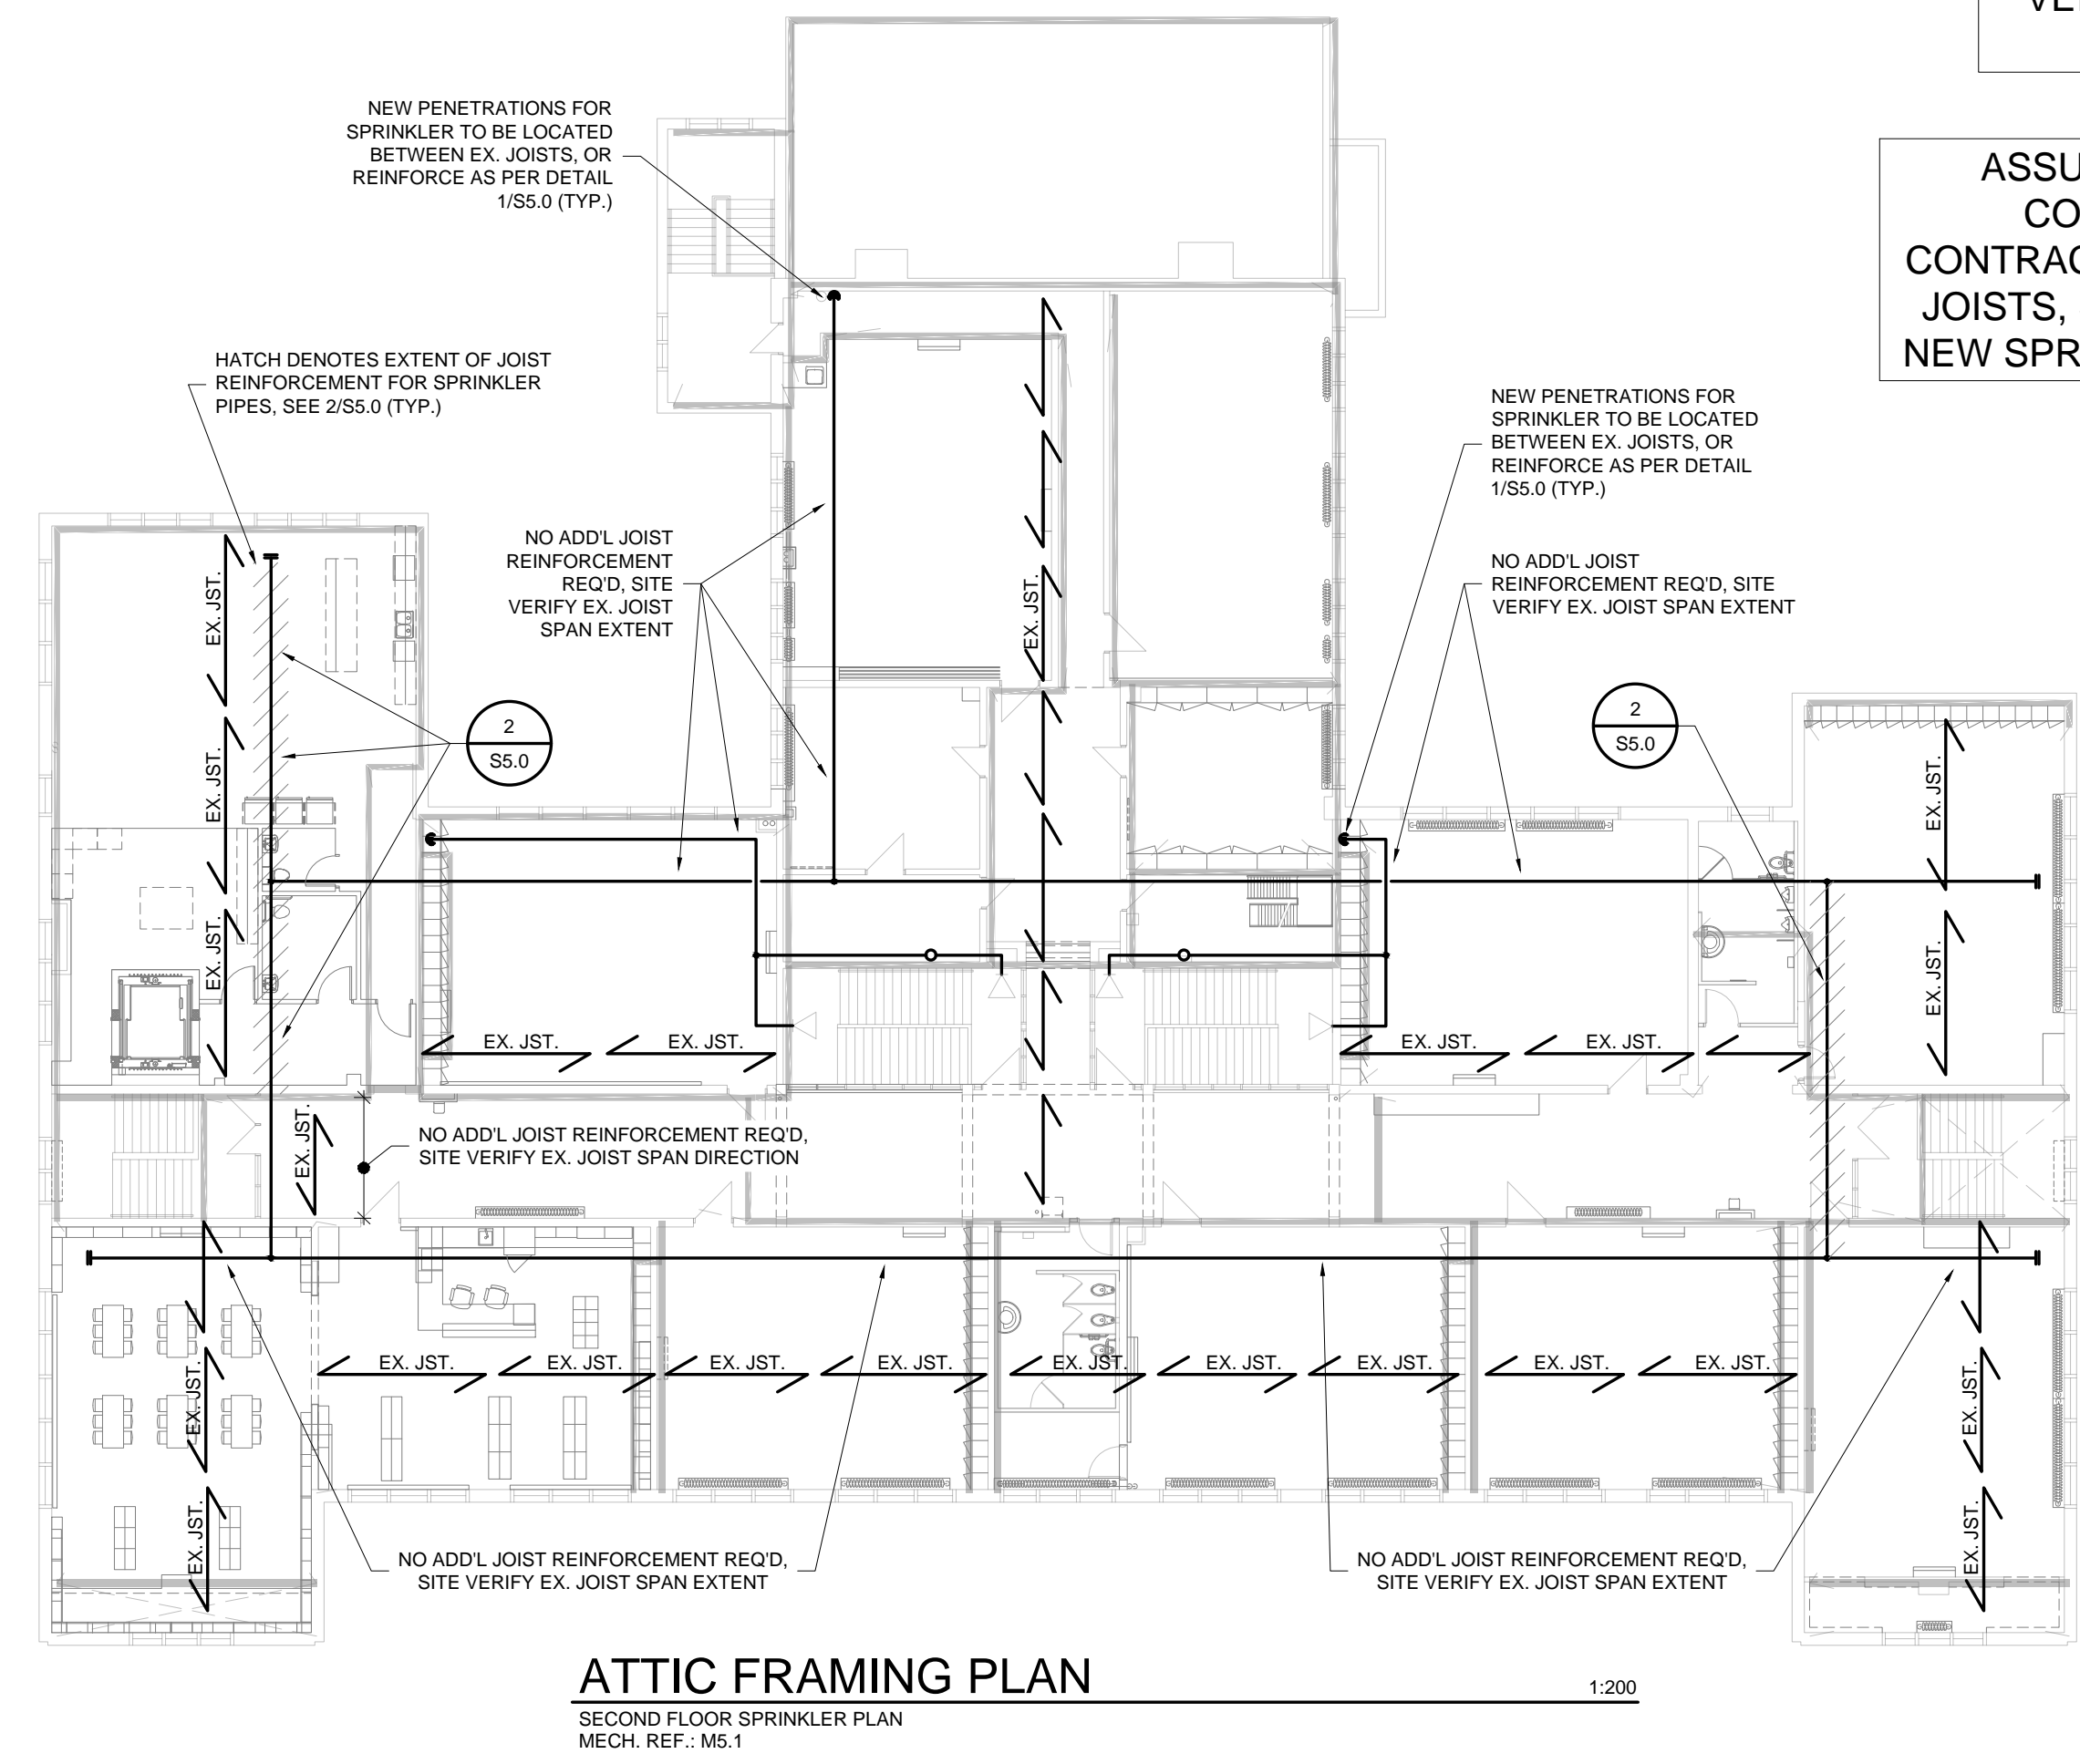 VE
ASSU
CO
CONTRAC
JOISTS,
NEW SPR
NEW PENETRATIONS FOR
SPRINKLER TO BE LOCATED
BETWEEN EX. JOISTS, OR
REINFORCE AS PER DETAIL
1/S5.0 (TYP.)
HATCH DENOTES EXTENT OF JOIST
REINFORCEMENT FOR SPRINKLER
PIPES, SEE 2/S5.0 (TYP.)
NEW PENETRATIONS FOR
SPRINKLER TO BE LOCATED
BETWEEN EX. JOISTS, OR
REINFORCE AS PER DETAIL
1/S5.0 (TYP.)
NO ADD'L JOIST
REINFORCEMENT
REQ'D, SITE
VERIFY EX. JOIST
SPAN EXTENT
NO ADD'L JOIST
REINFORCEMENT REQ'D, SITE
VERIFY EX. JOIST SPAN EXTENT
EX. JST.
EX. JST.
EX. JST.
EX. JST.
2
S5.0
2
S5.0
EX. JST.
EX. JST.
EX. JST.
EX. JST.
EX. JST.
EX. JST.
EX. JST.
NO ADD'L JOIST REINFORCEMENT REQ'D,
SITE VERIFY EX. JOIST SPAN DIRECTION
EX. JST.
EX. JST.
EX. JST.
EX. JST.
EX. JST.
EX. JST.
EX. JST.
EX. JST.
EX. JST.
EX. JST.
EX. JST.
EX. JST.
EX. JST.
EX. JST.
NO ADD'L JOIST REINFORCEMENT REQ'D,
SITE VERIFY EX. JOIST SPAN EXTENT
NO ADD'L JOIST REINFORCEMENT REQ'D,
SITE VERIFY EX. JOIST SPAN EXTENT
ATTIC FRAMING PLAN
1:200
SECOND FLOOR SPRINKLER PLAN
MECH. REF.: M5.1